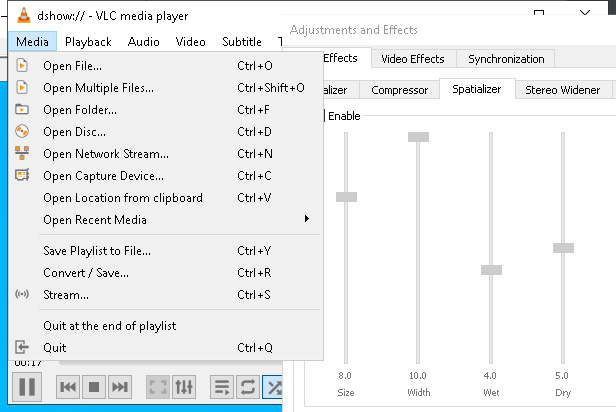 dshow:// - VLC media player
Adjustments and Effects
Media Playback Audio Video Subtitle T
Effects Video Effects Synchronization
alizer Compressor Spatializer Stereo Widener
Enable
Open File... Ctrl+O
Open Multiple Files... Ctrl+Shift+O
Open Folder... Ctrl+F
Open Disc... Ctrl+D
Open Network Stream... Ctrl+N
Open Capture Device... Ctrl+C
Open Location from clipboard Ctrl+V
Open Recent Media
Save Playlist to File... Ctrl+Y
Convert / Save... Ctrl+R
Stream... Ctrl+S
Quit at the end of playlist
Quit Ctrl+Q
00:17
8.0 10.0 4.0 5.0
Size Width Wet Dry